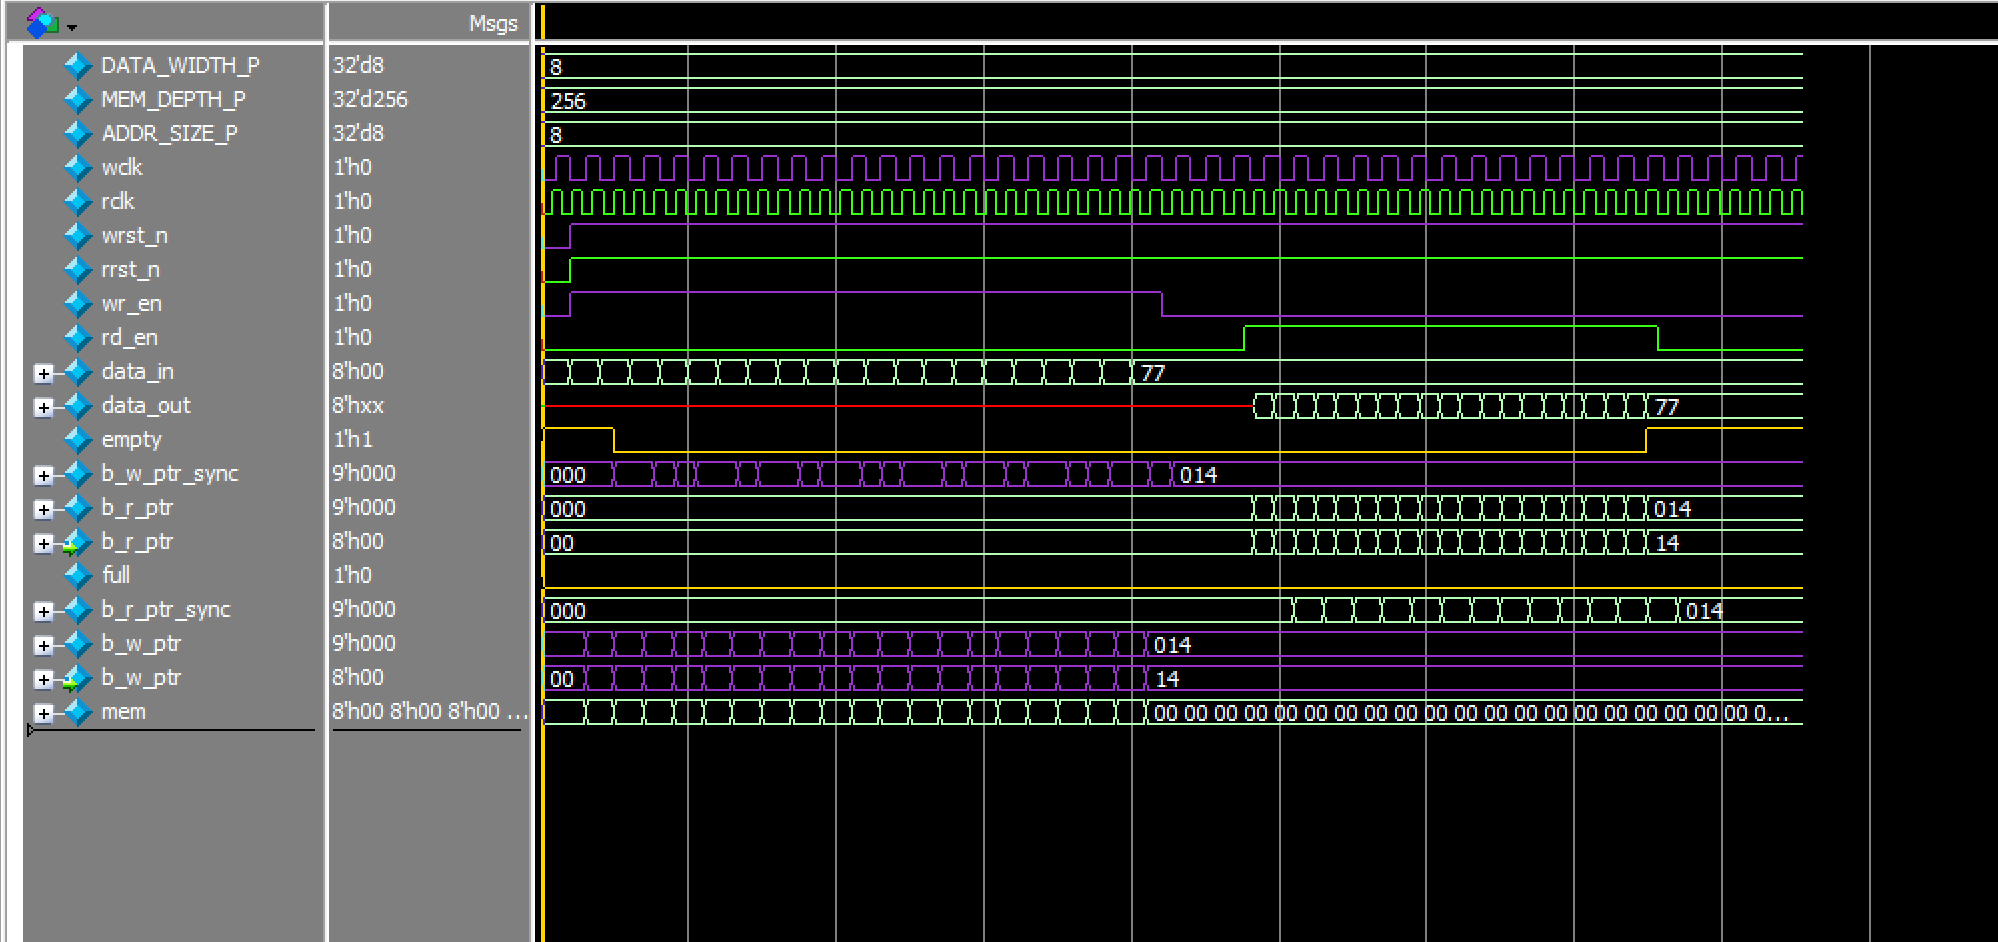 Msgs
DATA_WIDTH_P 32'd8 8
MEM_DEPTH_P 32'd256 256
ADDR_SIZE_P 32'd8 8
wclk 1'h0
rclk 1'h0
wrst_n 1'h0
rrst_n 1'h0
wr_en 1'h0
rd_en 1'h0
data_in 8'h00 77
data_out 8'hxx 77
empty 1'h1
b_w_ptr_sync 9'h000 000 014
b_r_ptr 9'h000 000 014
b_r_ptr 8'h00 00 14
full 1'h0
b_r_ptr_sync 9'h000 000 014
b_w_ptr 9'h000 014
b_w_ptr 8'h00 00 14
mem 8'h00 8'h00 8'h00 ... 00 00 00 00 00 00 00 00 00 00 00 00 00 00 00 00 00 00 00 00 0...